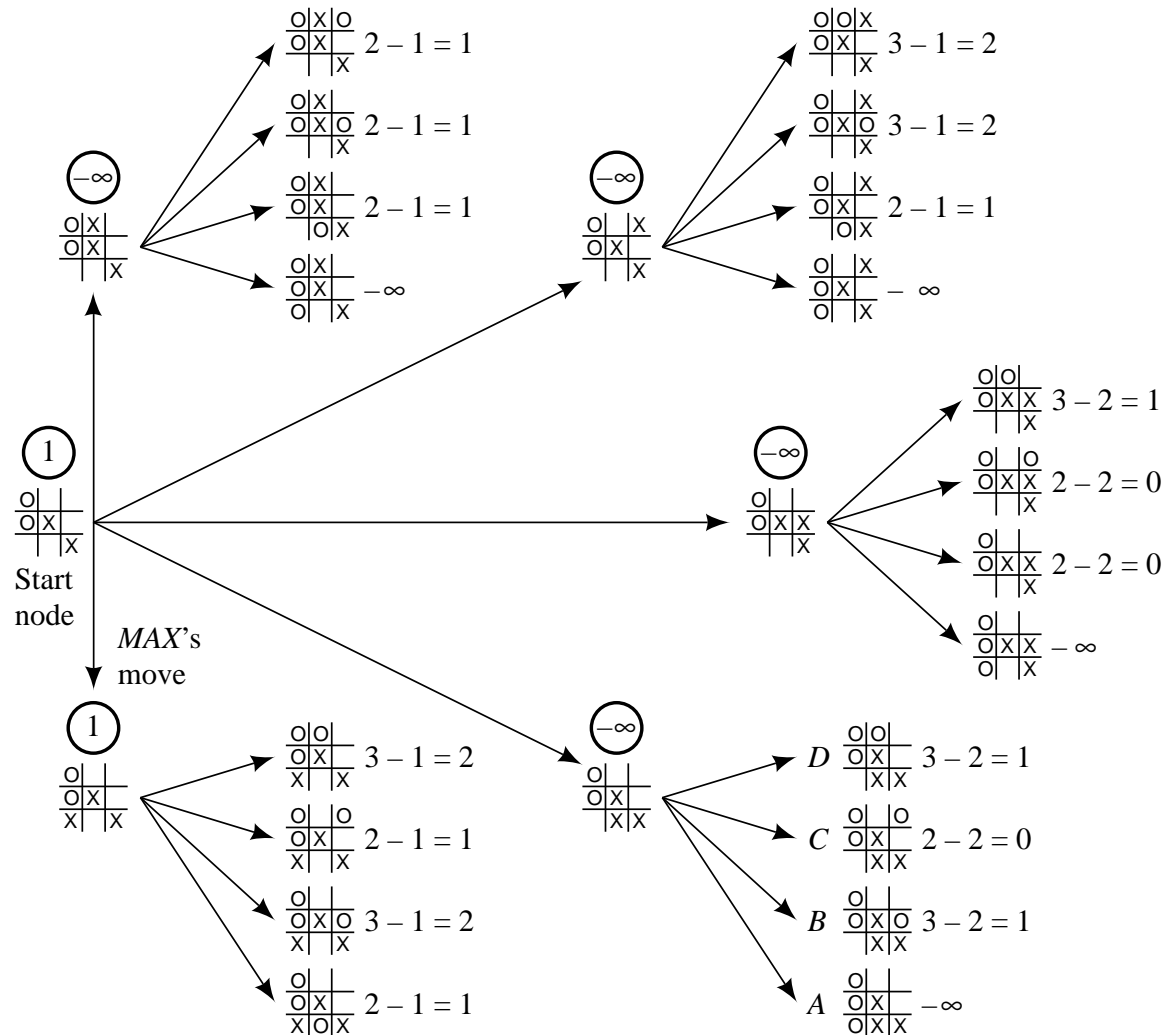 O X O
O X 2 – 1 = 1
X
O X
O X O 2 – 1 = 1
X
O X
O X 2 – 1 = 1
O X
O X
O X –∞
O X
–∞
O X
O X
X
O O X
O X 3 – 1 = 2
X
O X
O X O 3 – 1 = 2
X
O X
O X 2 – 1 = 1
O X
O X
O X – ∞
O X
–∞
O X
O X
X
1
O
O X
X
Start
node
MAX's
move
–∞
O
O X X
X
O O
O X X 3 – 2 = 1
X
O O
O X X 2 – 2 = 0
X
O
O X X 2 – 2 = 0
X
O
O X X – ∞
O X
1
O
O X
X X
O O
O X 3 – 1 = 2
X X
O O
O X 2 – 1 = 1
X X
O
O X O 3 – 1 = 2
X X
O
O X 2 – 1 = 1
X O X
–∞
O
O X
X X
O O
D O X 3 – 2 = 1
X X
O O
C O X 2 – 2 = 0
X X
O
B O X O 3 – 2 = 1
X X
O
A O X –∞
O X X